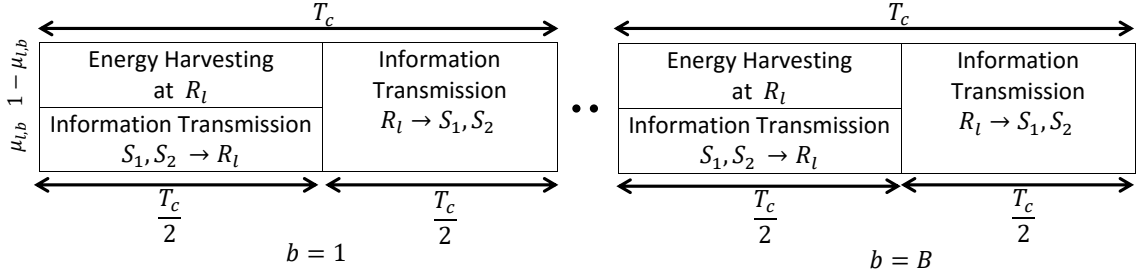 T_c
T_c
1 − μ_{l,b}
Energy Harvesting
at R_l
Information
Transmission
R_l → S_1, S_2
μ_{l,b}
Information Transmission
S_1, S_2 → R_l
• •
Energy Harvesting
at R_l
Information
Transmission
R_l → S_1, S_2
Information Transmission
S_1, S_2 → R_l
T_c/2
T_c/2
T_c/2
T_c/2
b = 1
b = B